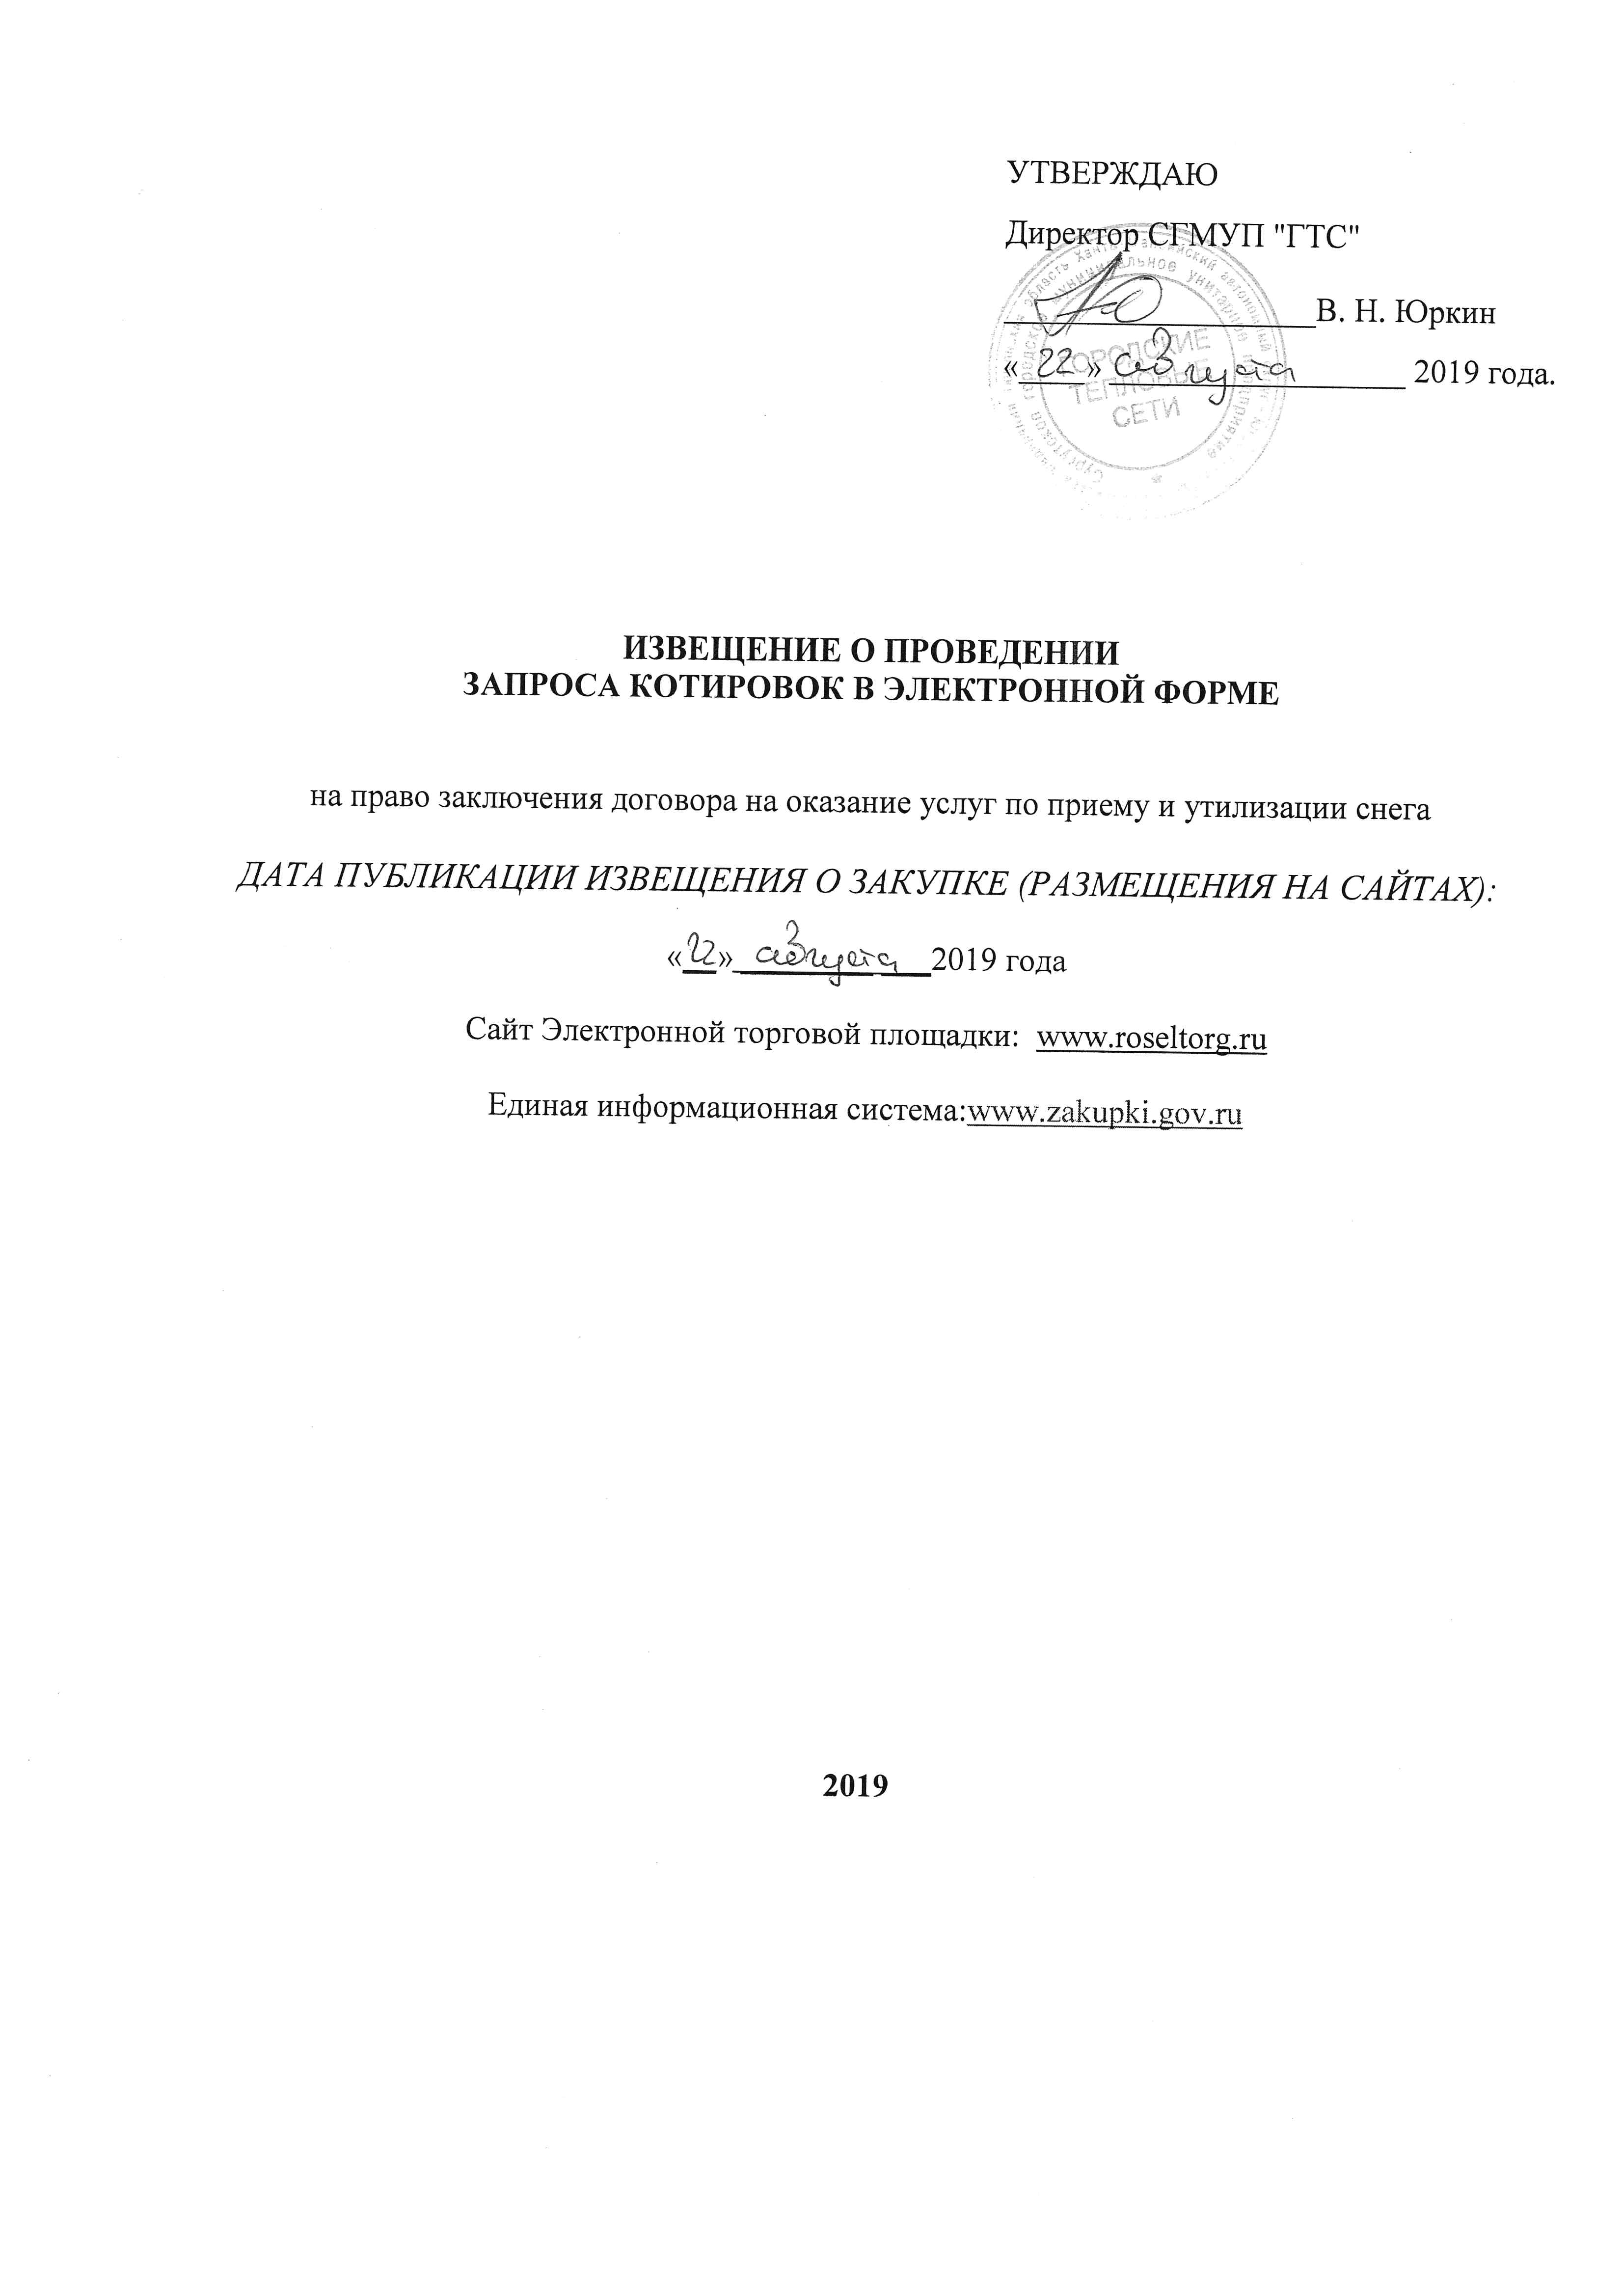 УТВЕРЖДАЮ
Директор СГМУП "ГТС"
В. Н. Юркин
«22» августа 2019 года.
ГОРОДСКИЕ
ТЕПЛОВЫЕ
СЕТИ
ИЗВЕЩЕНИЕ О ПРОВЕДЕНИИ
ЗАПРОСА КОТИРОВОК В ЭЛЕКТРОННОЙ ФОРМЕ
на право заключения договора на оказание услуг по приему и утилизации снега
ДАТА ПУБЛИКАЦИИ ИЗВЕЩЕНИЯ О ЗАКУПКЕ (РАЗМЕЩЕНИЯ НА САЙТАХ):
«22» августа 2019 года
Сайт Электронной торговой площадки: www.roseltorg.ru
Единая информационная система:www.zakupki.gov.ru
2019